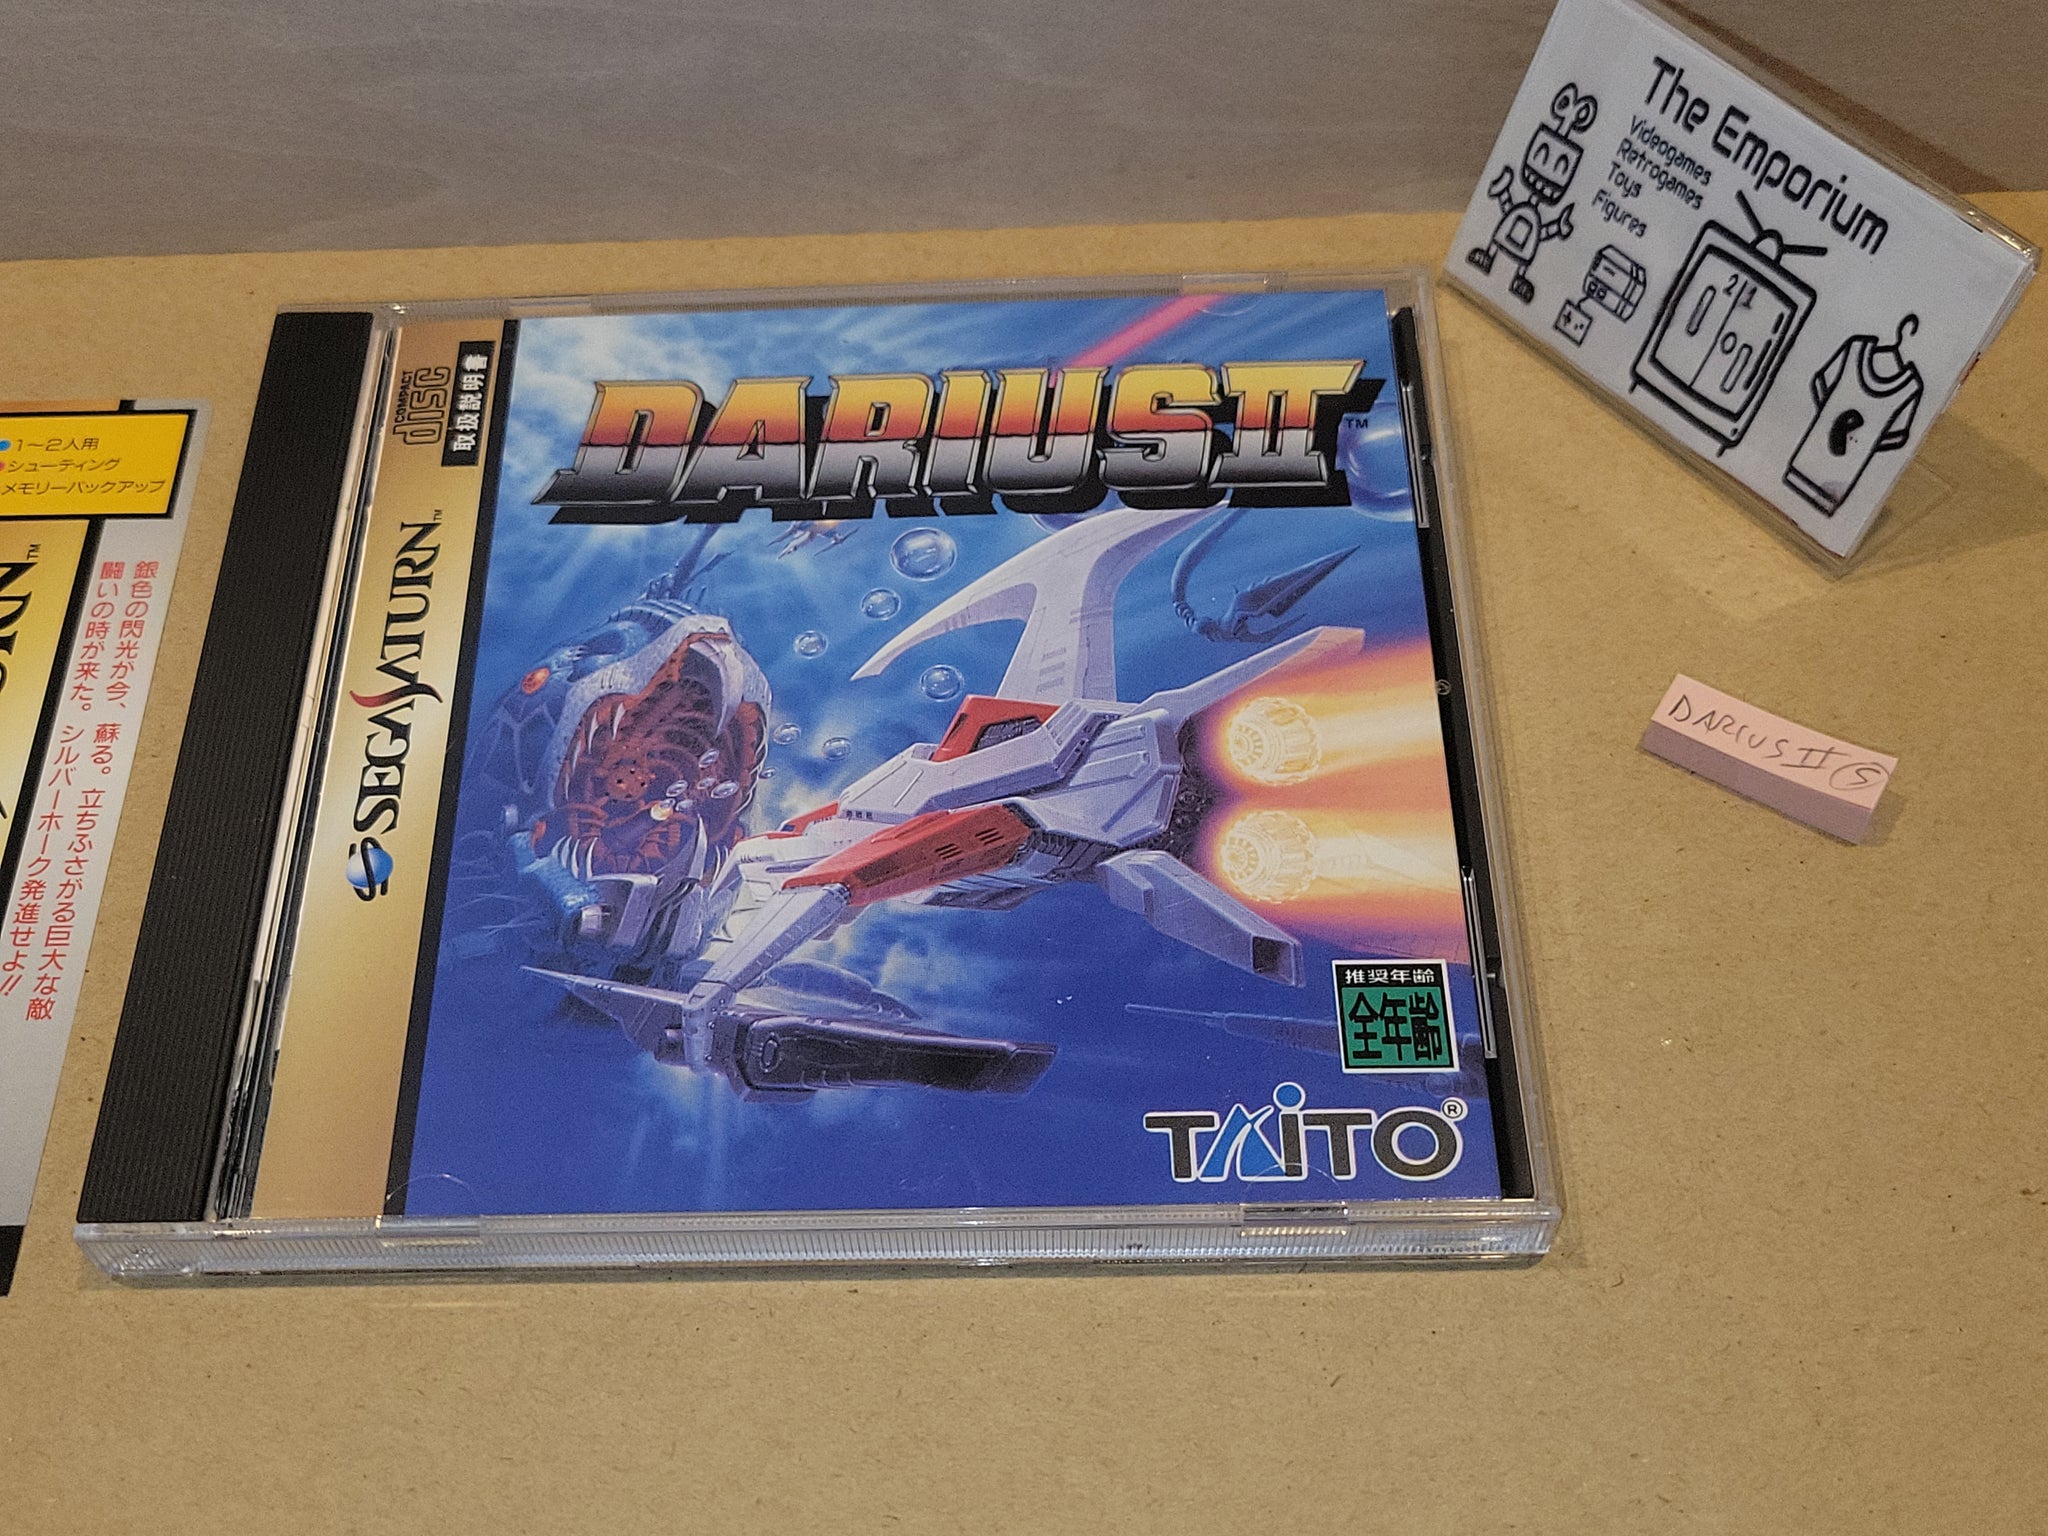 ●1〜2人用
●シューティング
メモリーバックアップ
銀色の閃光が今、蘇る。立ちふさがる巨大な敵
闘いの時が来た。シルバーホーク発進せよ!!
COMPACT
disc
取扱説明書
SEGA SATURN™
DARIUS II™
推奨年齢
全年齢
TAITO®
The Emporium
Videogames
Retrogames
Toys
Figures
21
DARIUS II S